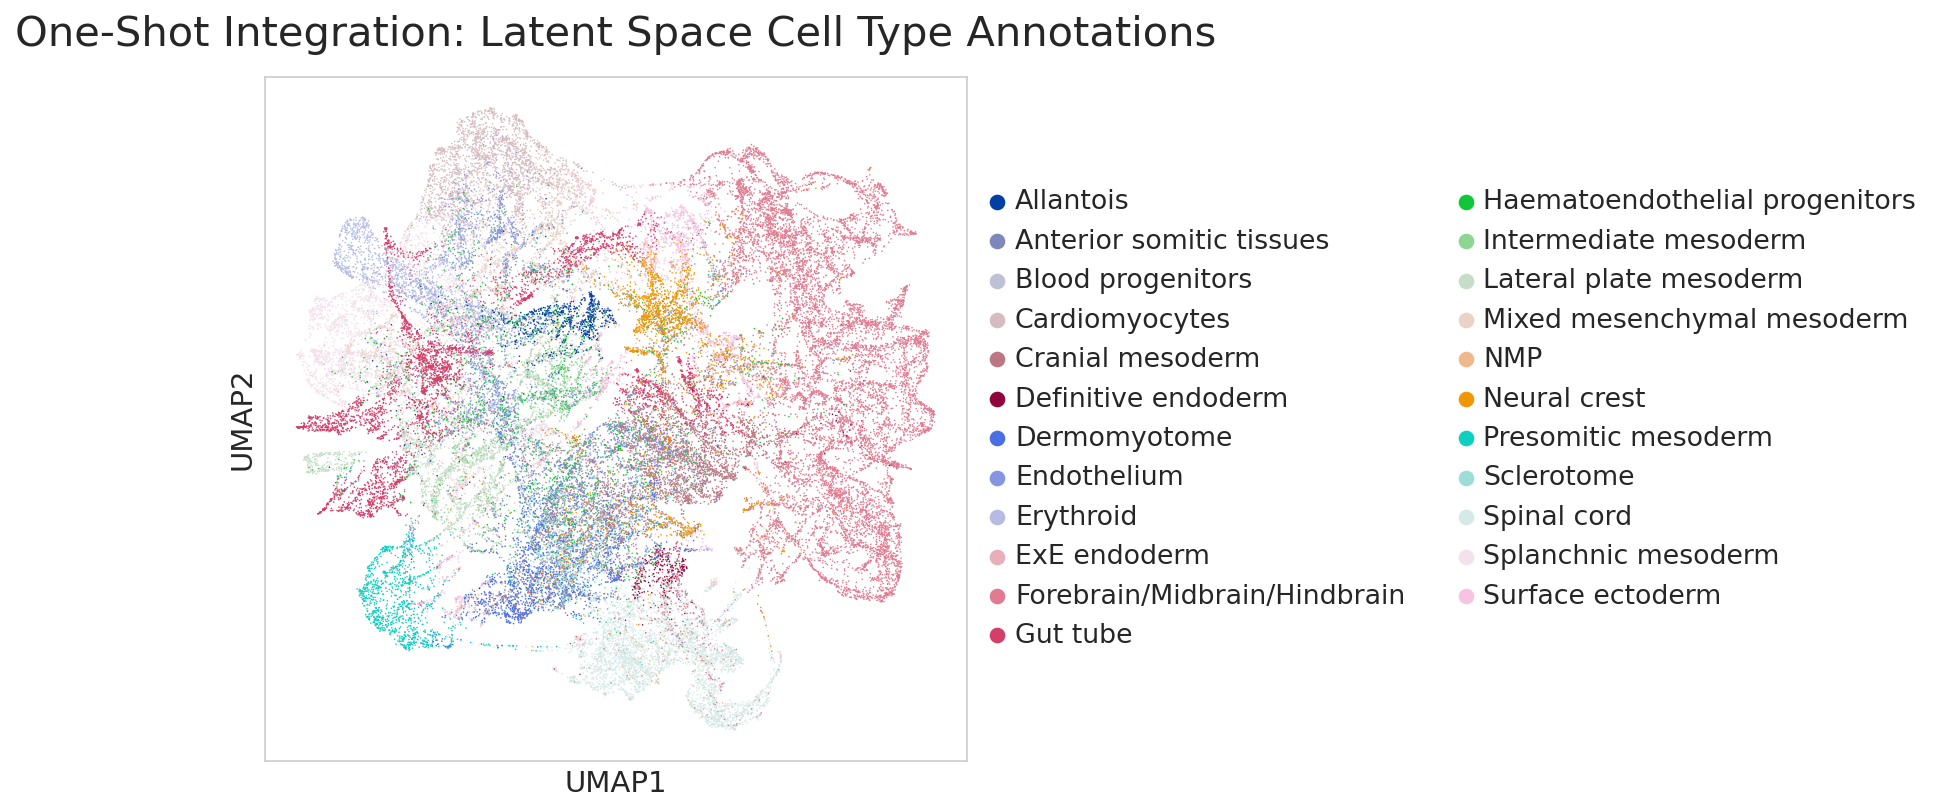 One-Shot Integration: Latent Space Cell Type Annotations
UMAP2
UMAP1
Allantois
Anterior somitic tissues
Blood progenitors
Cardiomyocytes
Cranial mesoderm
Definitive endoderm
Dermomyotome
Endothelium
Erythroid
ExE endoderm
Forebrain/Midbrain/Hindbrain
Gut tube
Haematoendothelial progenitors
Intermediate mesoderm
Lateral plate mesoderm
Mixed mesenchymal mesoderm
NMP
Neural crest
Presomitic mesoderm
Sclerotome
Spinal cord
Splanchnic mesoderm
Surface ectoderm